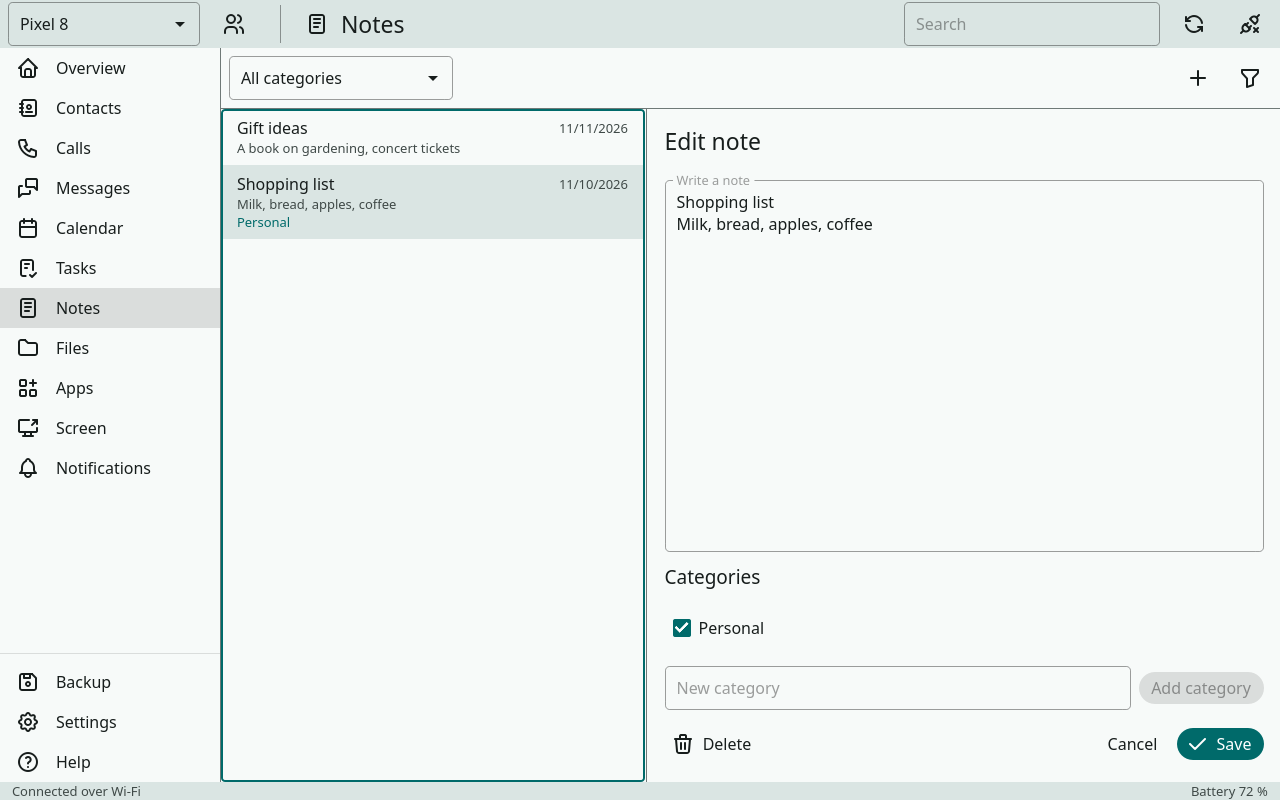 Pixel 8
Notes
Search
Overview
Contacts
Calls
Messages
Calendar
Tasks
Notes
Files
Apps
Screen
Notifications
Backup
Settings
Help
All categories
Gift ideas 11/11/2026
A book on gardening, concert tickets
Shopping list 11/10/2026
Milk, bread, apples, coffee
Personal
Edit note
Write a note
Shopping list
Milk, bread, apples, coffee
Categories
Personal
New category Add category
Delete Cancel Save
Connected over Wi-Fi Battery 72 %